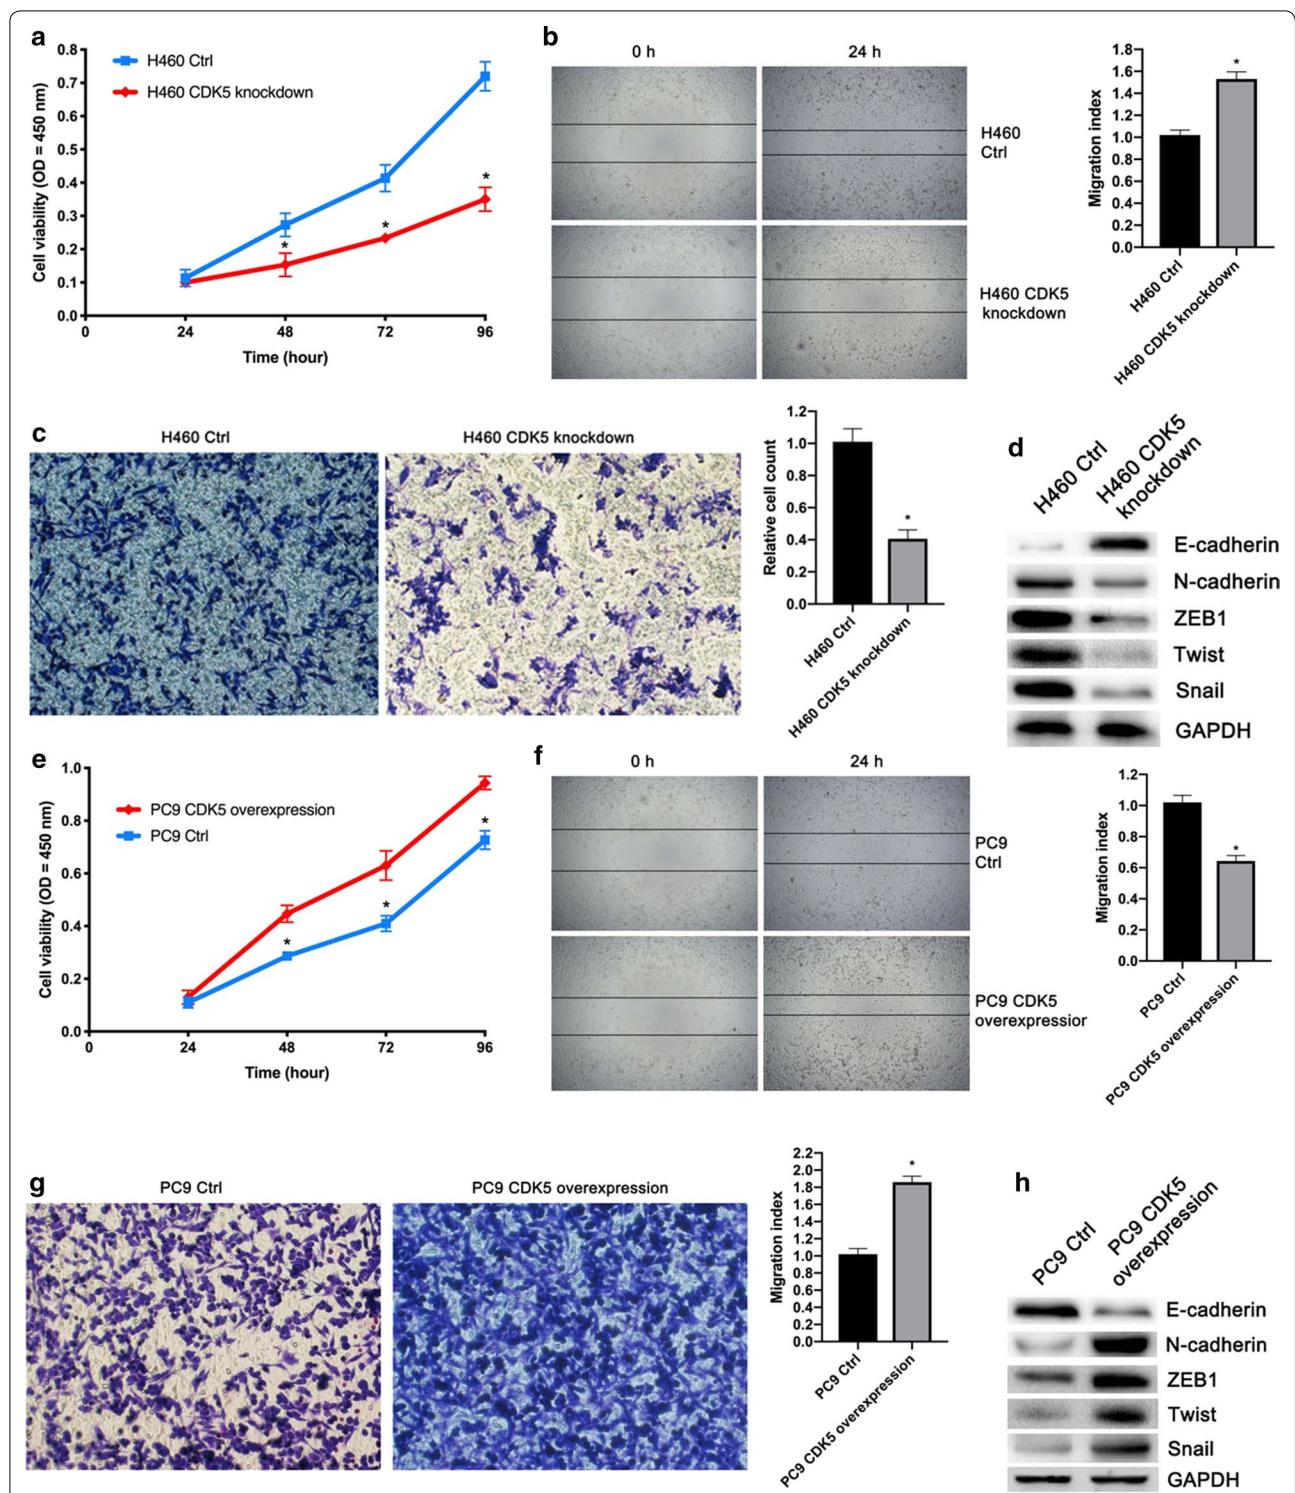 a
0.8
0.7
0.6
0.5
0.4
0.3
0.2
0.1
0.0
Cell viability (OD = 450 nm)
H460 Ctrl
H460 CDK5 knockdown
*
*
*
0
24
48
72
96
Time (hour)
b
0 h
24 h
H460
Ctrl
H460 CDK5
knockdown
1.8
1.6
1.4
1.2
1.0
0.8
0.6
0.4
0.2
0.0
Migration index
*
H460 Ctrl
H460 CDK5 knockdown
c
H460 Ctrl
H460 CDK5 knockdown
1.2
1.0
0.8
0.6
0.4
0.2
0.0
Relative cell count
*
H460 Ctrl
H460 CDK5 knockdown
d
H460 Ctrl
H460 CDK5
knockdown
E-cadherin
N-cadherin
ZEB1
Twist
Snail
GAPDH
e
1.0
0.8
0.6
0.4
0.2
0.0
Cell viability (OD = 450 nm)
PC9 CDK5 overexpression
PC9 Ctrl
*
*
*
0
24
48
72
96
Time (hour)
f
0 h
24 h
PC9
Ctrl
PC9 CDK5
overexpressior
1.2
1.0
0.8
0.6
0.4
0.2
0.0
Migration index
*
PC9 Ctrl
PC9 CDK5 overexpression
g
PC9 Ctrl
PC9 CDK5 overexpression
2.2
2.0
1.8
1.6
1.4
1.2
1.0
0.8
0.6
0.4
0.2
0.0
Migration index
*
PC9 Ctrl
PC9 CDK5 overexpression
h
PC9 Ctrl
PC9 CDK5
overexpression
E-cadherin
N-cadherin
ZEB1
Twist
Snail
GAPDH